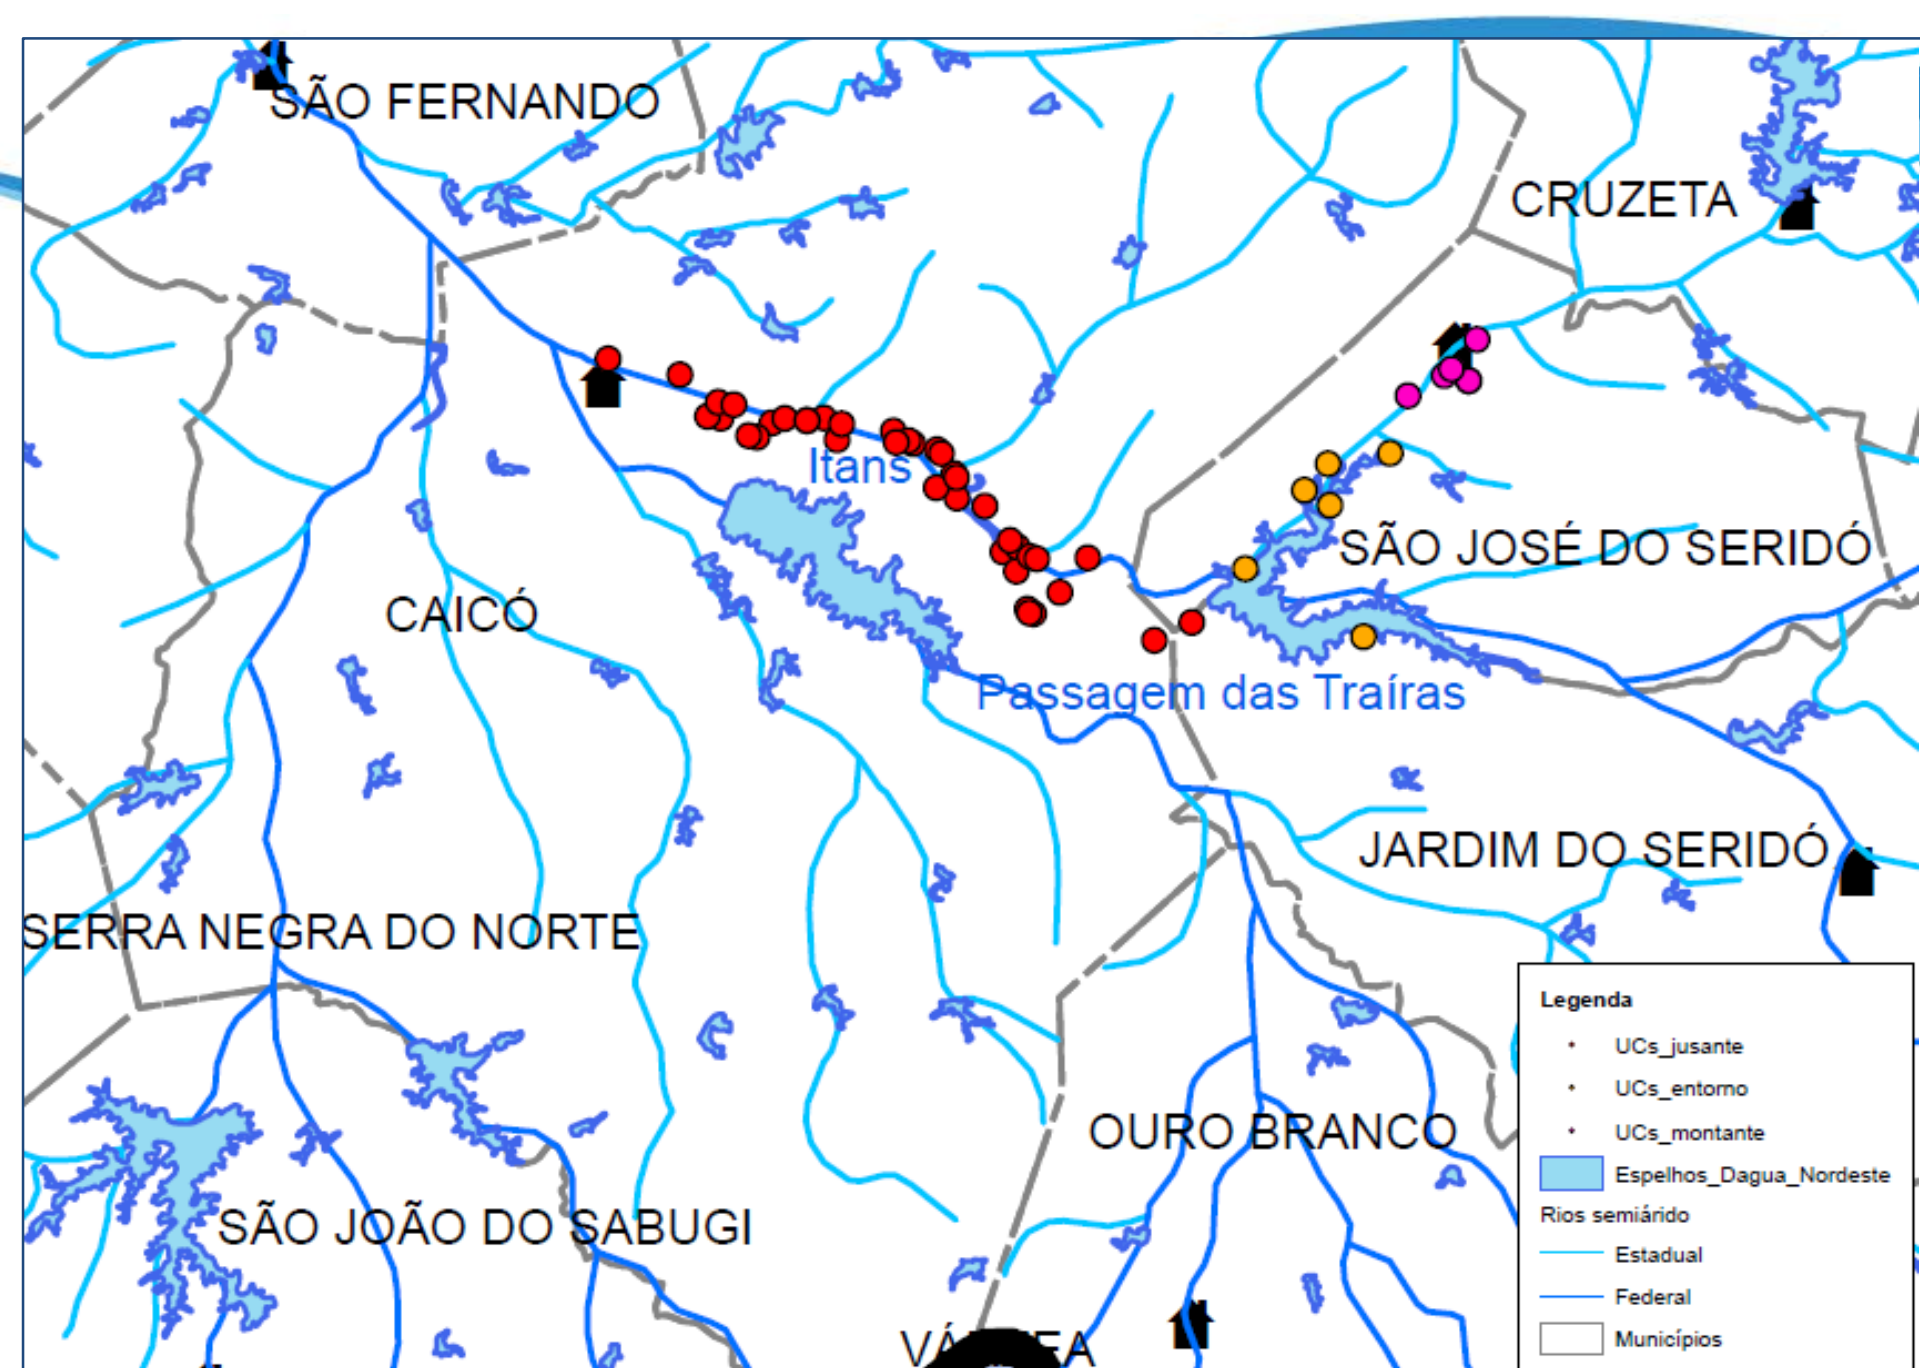 SÃO FERNANDO
CRUZETA
Itans
SÃO JOSÉ DO SERIDÓ
CAICÓ
Passagem das Traíras
JARDIM DO SERIDÓ
SERRA NEGRA DO NORTE
OURO BRANCO
SÃO JOÃO DO SABUGI
Legenda
UCs_jusante
UCs_entorno
UCs_montante
Espelhos_Dagua_Nordeste
Rios semiárido
Estadual
Federal
Municípios